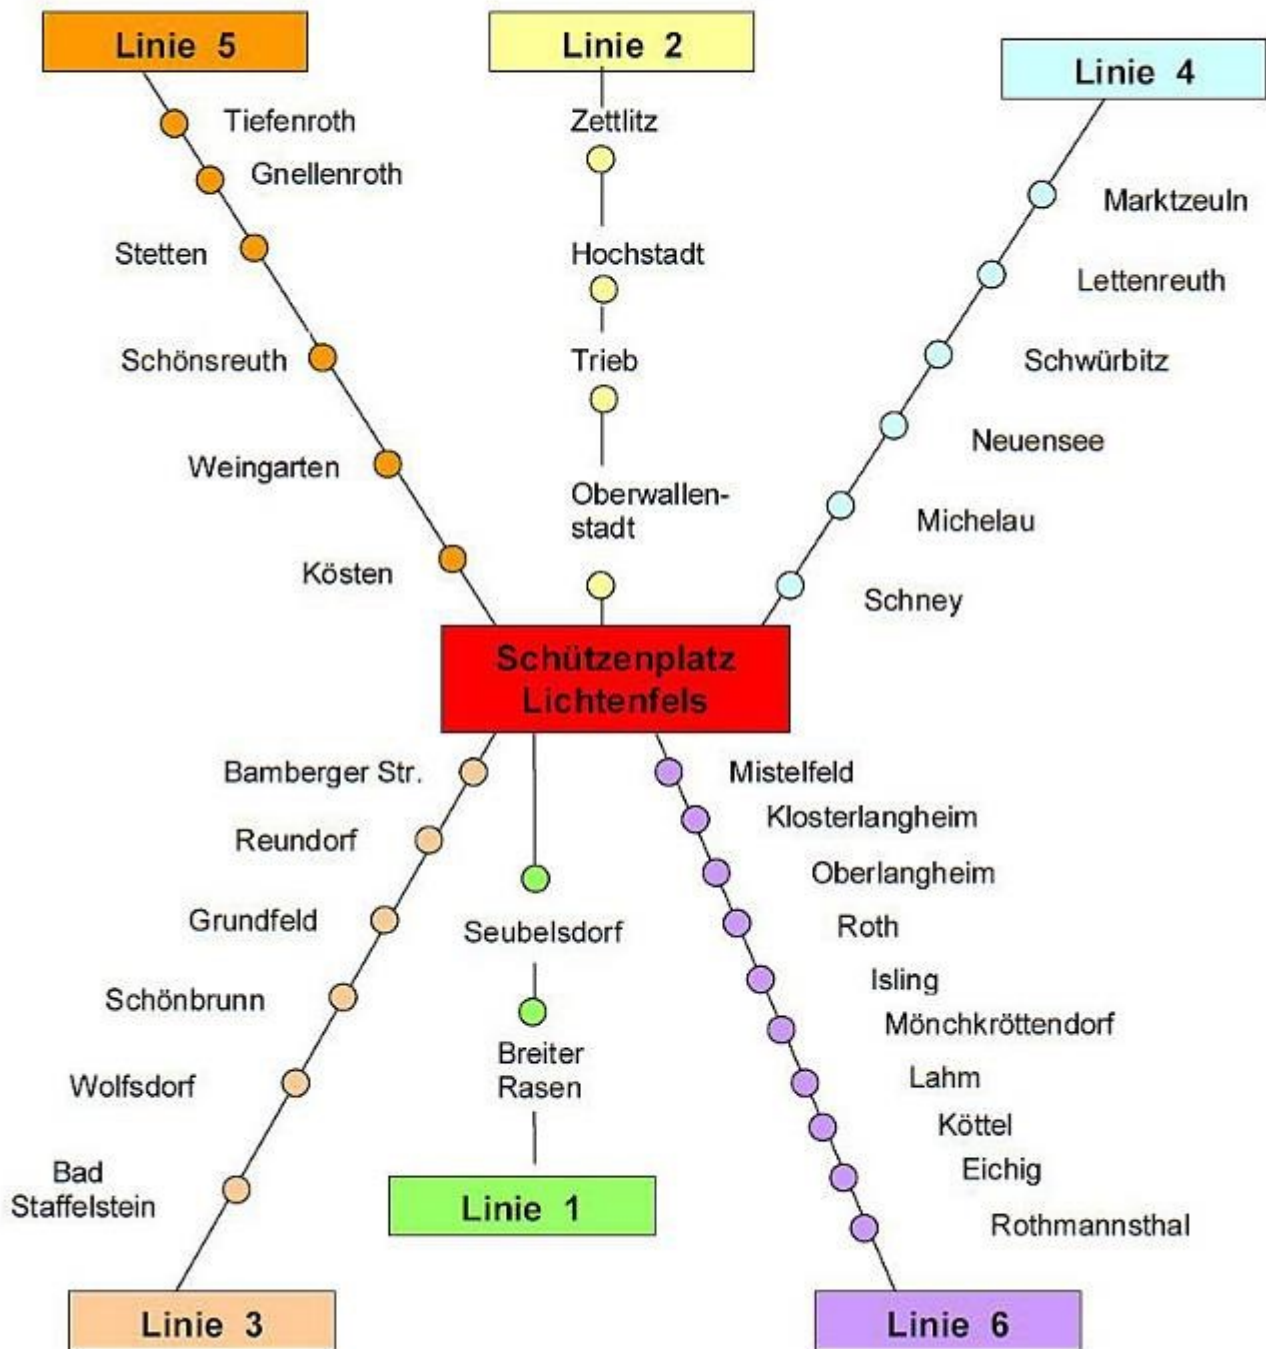 Linie 5
Linie 2
Linie 4
Tiefenroth
Gnellenroth
Stetten
Schönsreuth
Weingarten
Kösten
Zettlitz
Hochstadt
Trieb
Oberwallen-
stadt
Marktzeuln
Lettenreuth
Schwürbitz
Neuensee
Michelau
Schney
Schützenplatz
Lichtenfels
Bamberger Str.
Reundorf
Grundfeld
Schönbrunn
Wolfsdorf
Bad
Staffelstein
Seubelsdorf
Breiter
Rasen
Mistelfeld
Klosterlangheim
Oberlangheim
Roth
Isling
Mönchkröttendorf
Lahm
Köttel
Eichig
Rothmannsthal
Linie 1
Linie 3
Linie 6